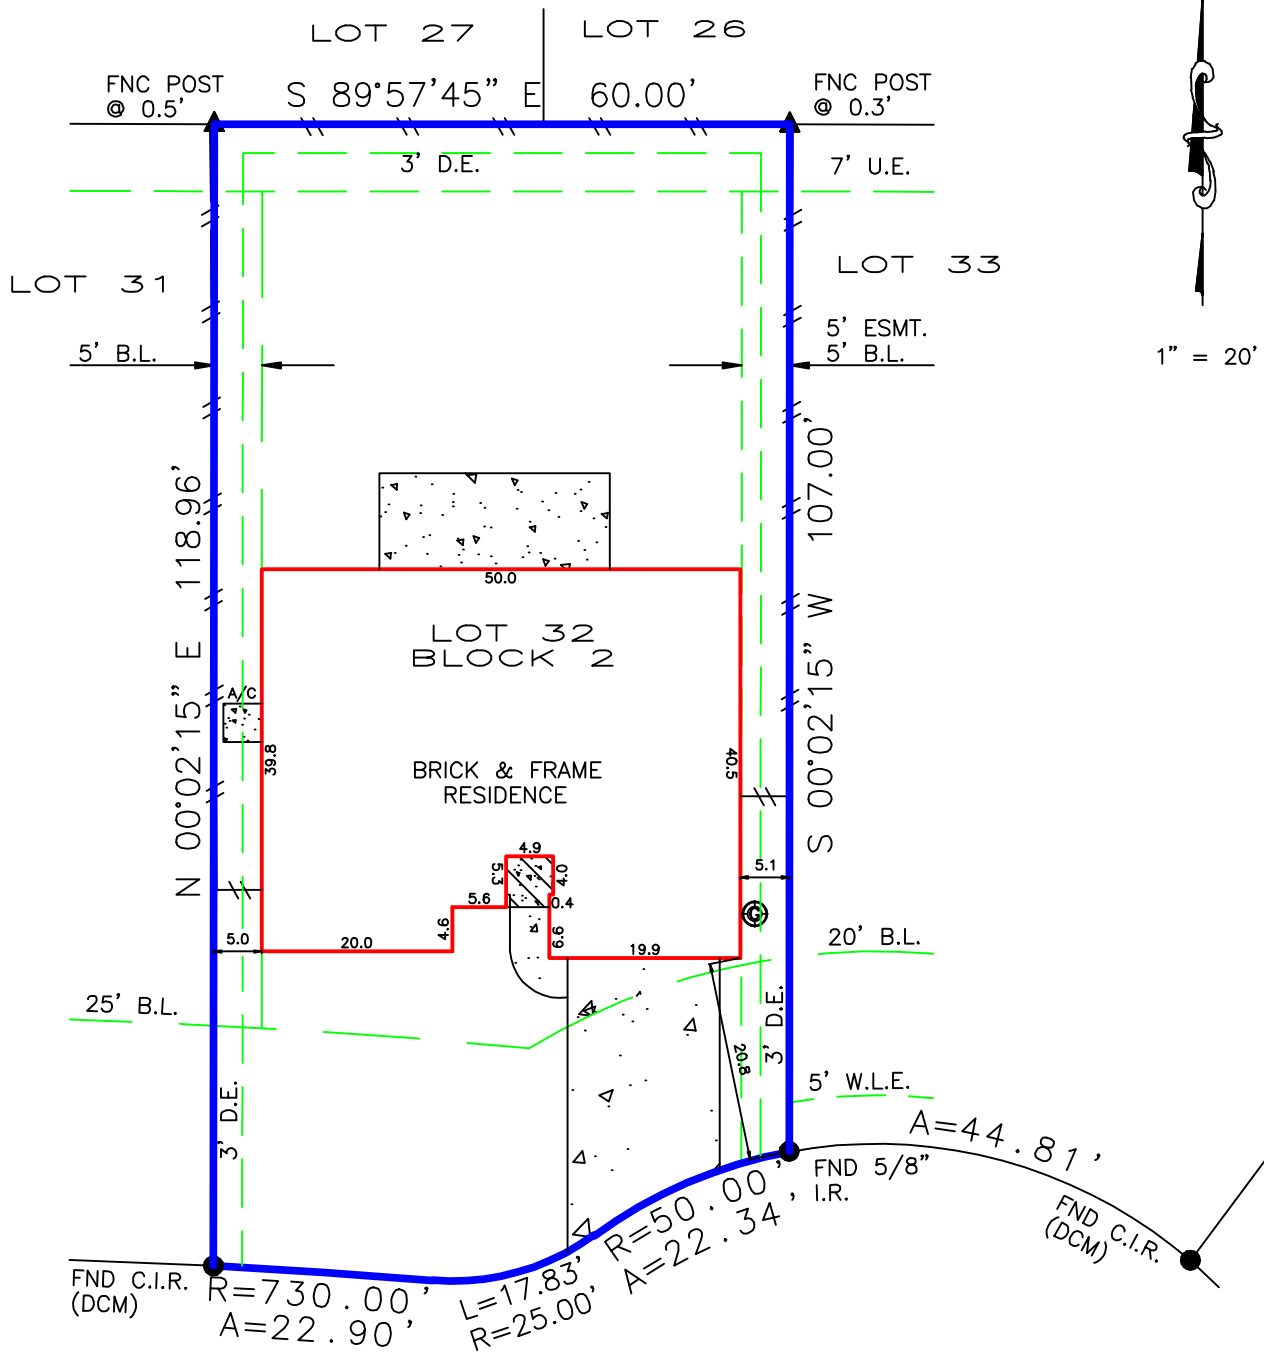 LOT 27
LOT 26
FNC POST
@ 0.5'
S 89°57'45" E 60.00'
FNC POST
@ 0.3'
3' D.E.
7' U.E.
LOT 31
LOT 33
5' ESMT.
5' B.L.
5' B.L.
1" = 20'
N 00°02'15" E 118.96'
S 00°02'15" W 107.00'
50.0
LOT 32
BLOCK 2
A/C
39.8
40.5
BRICK & FRAME
RESIDENCE
4.9
5.3
4.0
5.6
0.4
4.6
6.6
5.1
G
5.0
20.0
19.9
20' B.L.
25' B.L.
3' D.E.
20.8
3' D.E.
5' W.L.E.
A=44.81'
FND 5/8"
I.R.
FND C.I.R.
(DCM)
FND C.I.R.
(DCM)
R=730.00'
A=22.90'
L=17.83'
R=25.00'
R=50.00'
A=22.34'